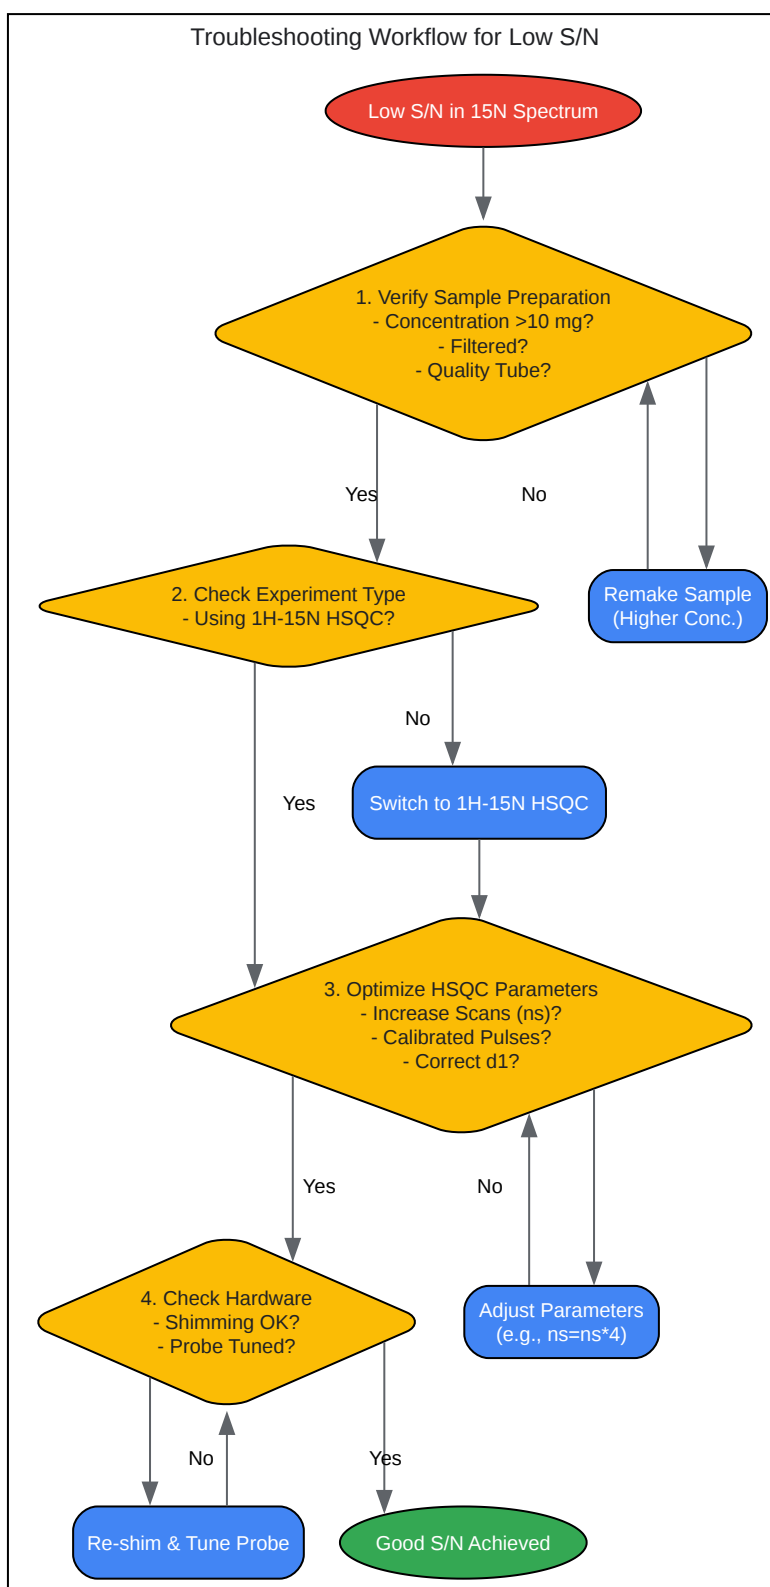 Troubleshooting Workflow for Low S/N
Low S/N in 15N Spectrum
1. Verify Sample Preparation
- Concentration >10 mg?
- Filtered?
- Quality Tube?
Yes
No
2. Check Experiment Type
- Using 1H-15N HSQC?
Remake Sample
(Higher Conc.)
No
Yes
Switch to 1H-15N HSQC
3. Optimize HSQC Parameters
- Increase Scans (ns)?
- Calibrated Pulses?
- Correct d1?
Yes
No
4. Check Hardware
- Shimming OK?
- Probe Tuned?
Adjust Parameters
(e.g., ns=ns*4)
No
Yes
Re-shim & Tune Probe
Good S/N Achieved